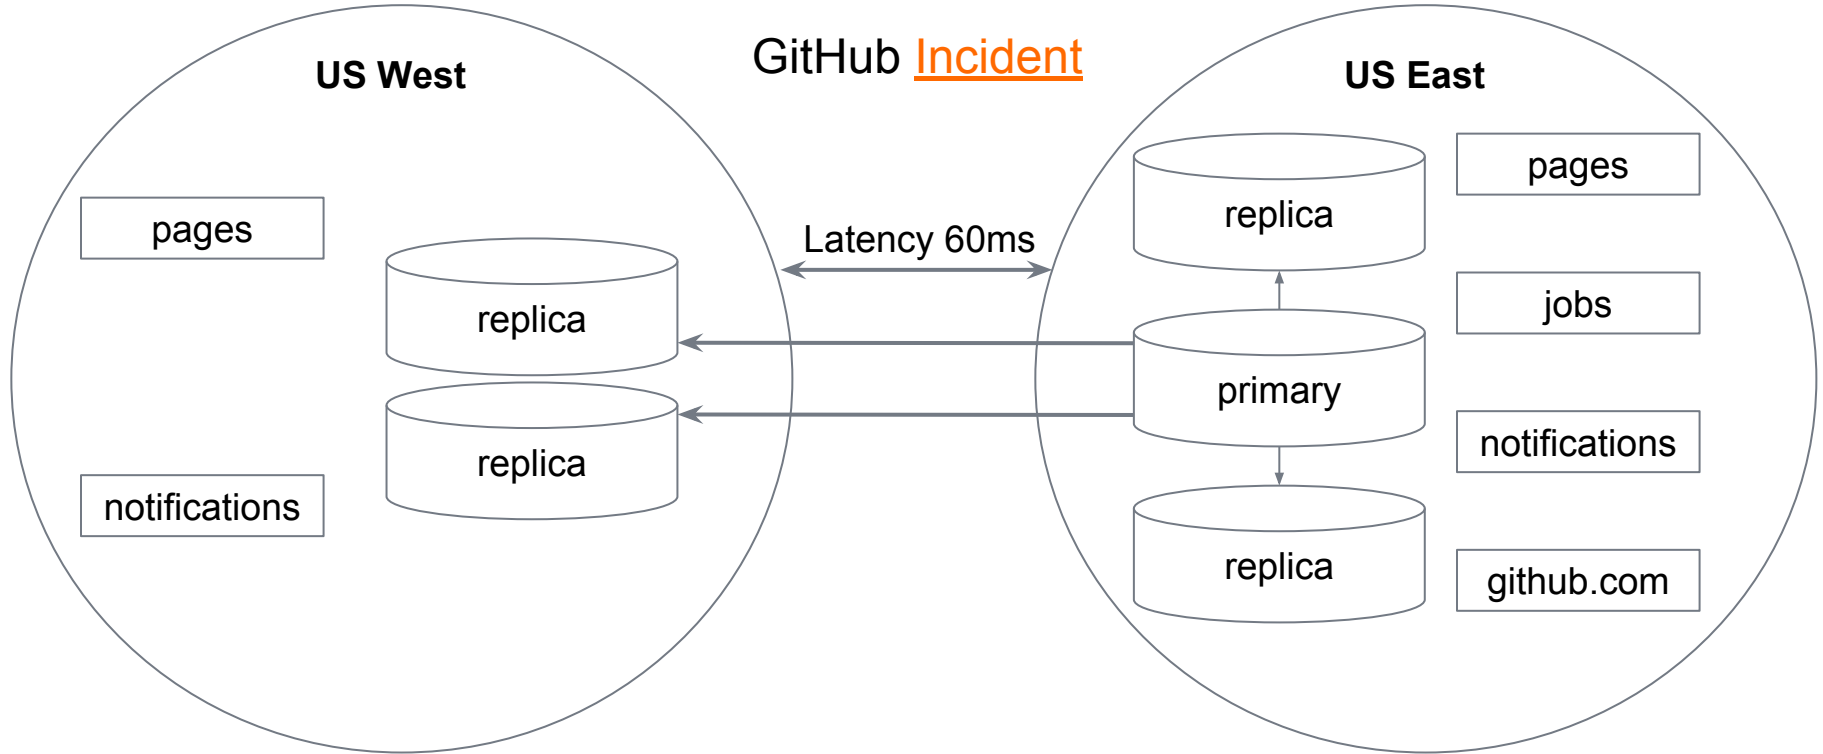 GitHub Incident
US West
pages
replica
replica
notifications
Latency 60ms
US East
replica
primary
replica
pages
jobs
notifications
github.com